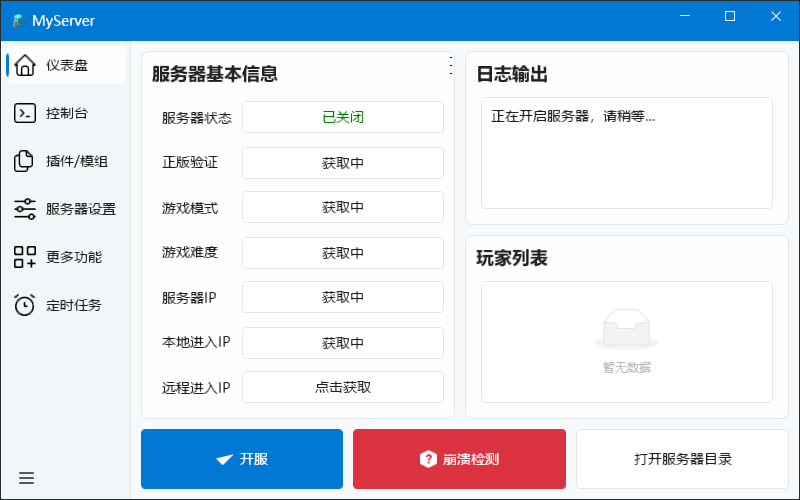 MyServer
仪表盘
控制台
插件/模组
服务器设置
更多功能
定时任务
服务器基本信息
服务器状态 已关闭
正版验证 获取中
游戏模式 获取中
游戏难度 获取中
服务器IP 获取中
本地进入IP 获取中
远程进入IP 点击获取
日志输出
正在开启服务器，请稍等...
玩家列表
暂无数据
开服
崩溃检测
打开服务器目录